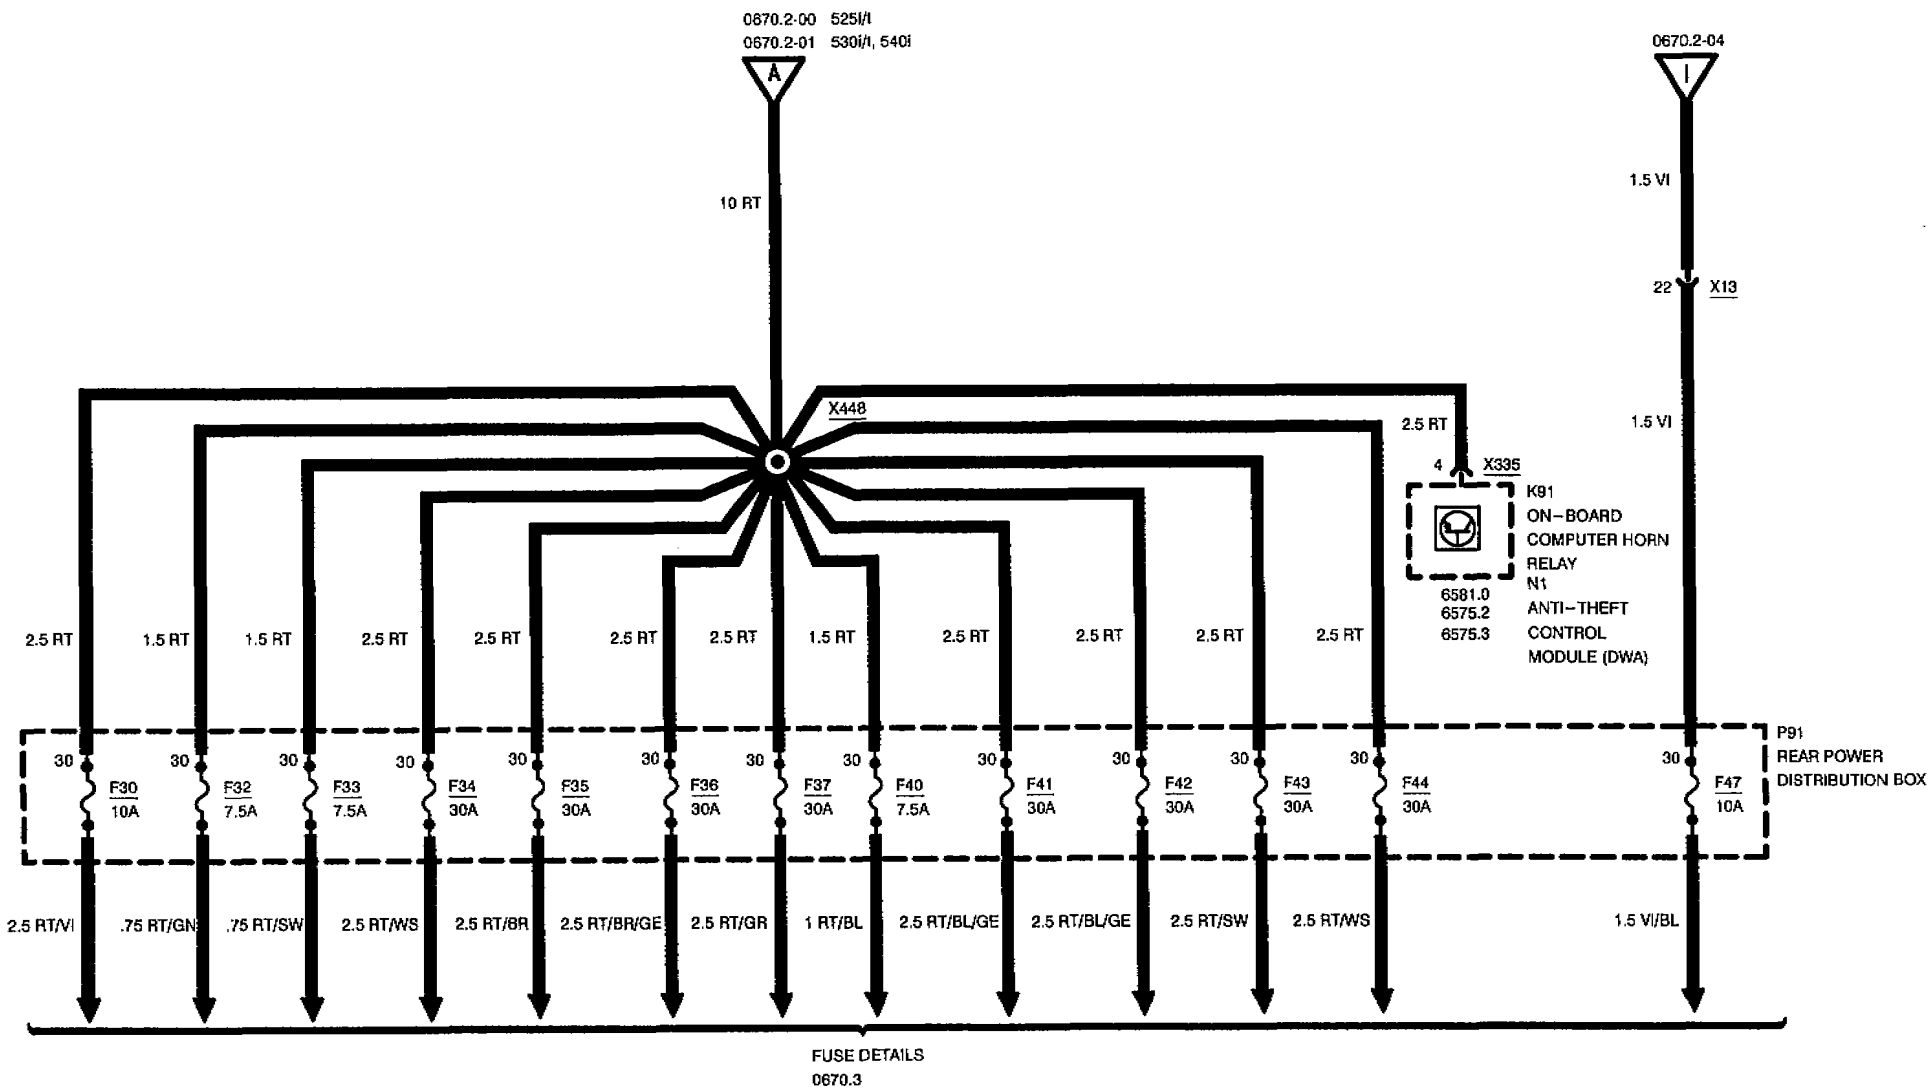 0670.2-00 525i/t
0670.2-01 530i/t, 540i
A
0670.2-04
I
10 RT
1.5 VI
22 X13
X448
2.5 RT
1.5 VI
4 X335
K91
ON-BOARD
COMPUTER HORN
RELAY
N1
ANTI-THEFT
CONTROL
MODULE (DWA)
6581.0
6575.2
6575.3
2.5 RT 1.5 RT 1.5 RT 2.5 RT 2.5 RT 2.5 RT 2.5 RT 1.5 RT 2.5 RT 2.5 RT 2.5 RT 2.5 RT
P91
REAR POWER
DISTRIBUTION BOX
30 30 30 30 30 30 30 30 30 30 30 30 30
F30 F32 F33 F34 F35 F36 F37 F40 F41 F42 F43 F44 F47
10A 7.5A 7.5A 30A 30A 30A 30A 7.5A 30A 30A 30A 30A 10A
2.5 RT/VI .75 RT/GN .75 RT/SW 2.5 RT/WS 2.5 RT/BR 2.5 RT/BR/GE 2.5 RT/GR 1 RT/BL 2.5 RT/BL/GE 2.5 RT/BL/GE 2.5 RT/SW 2.5 RT/WS 1.5 VI/BL
FUSE DETAILS
0670.3